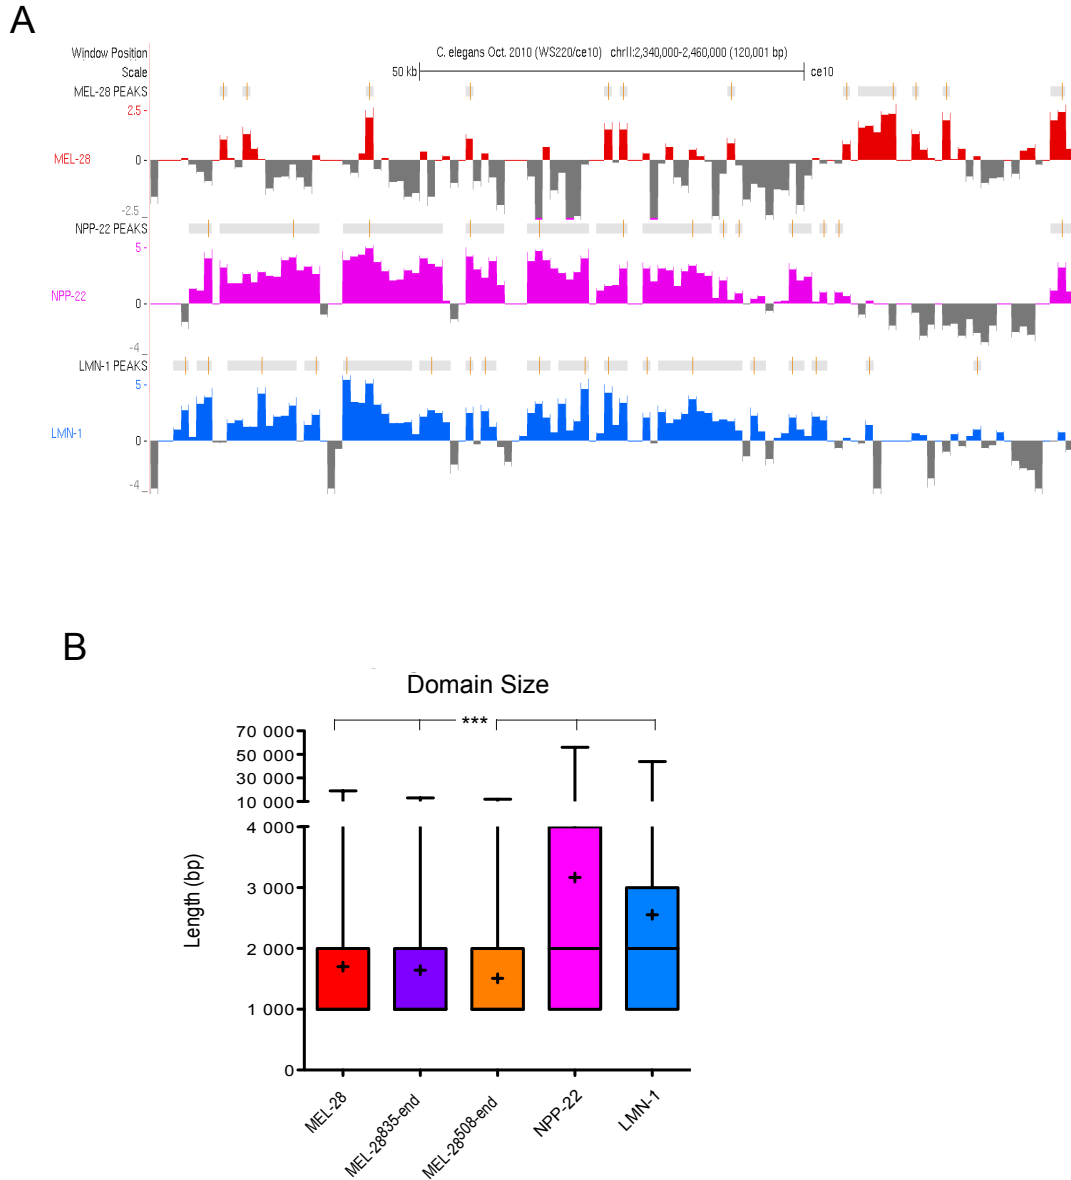 A
Window Position C. elegans Oct. 2010 (WS220/ce10) chrII:2,340,000-2,460,000 (120,001 bp)
Scale 50 kb ce10
MEL-28 PEAKS
2.5 -
MEL-28
0 -
-2.5 _
NPP-22 PEAKS
5 -
NPP-22
0 -
-4 _
LMN-1 PEAKS
5 -
LMN-1
0 -
-4 _
B
Domain Size
***
70 000
50 000
30 000
10 000
4 000
3 000
2 000
1 000
0
Length (bp)
MEL-28
MEL-28835-end
MEL-28508-end
NPP-22
LMN-1